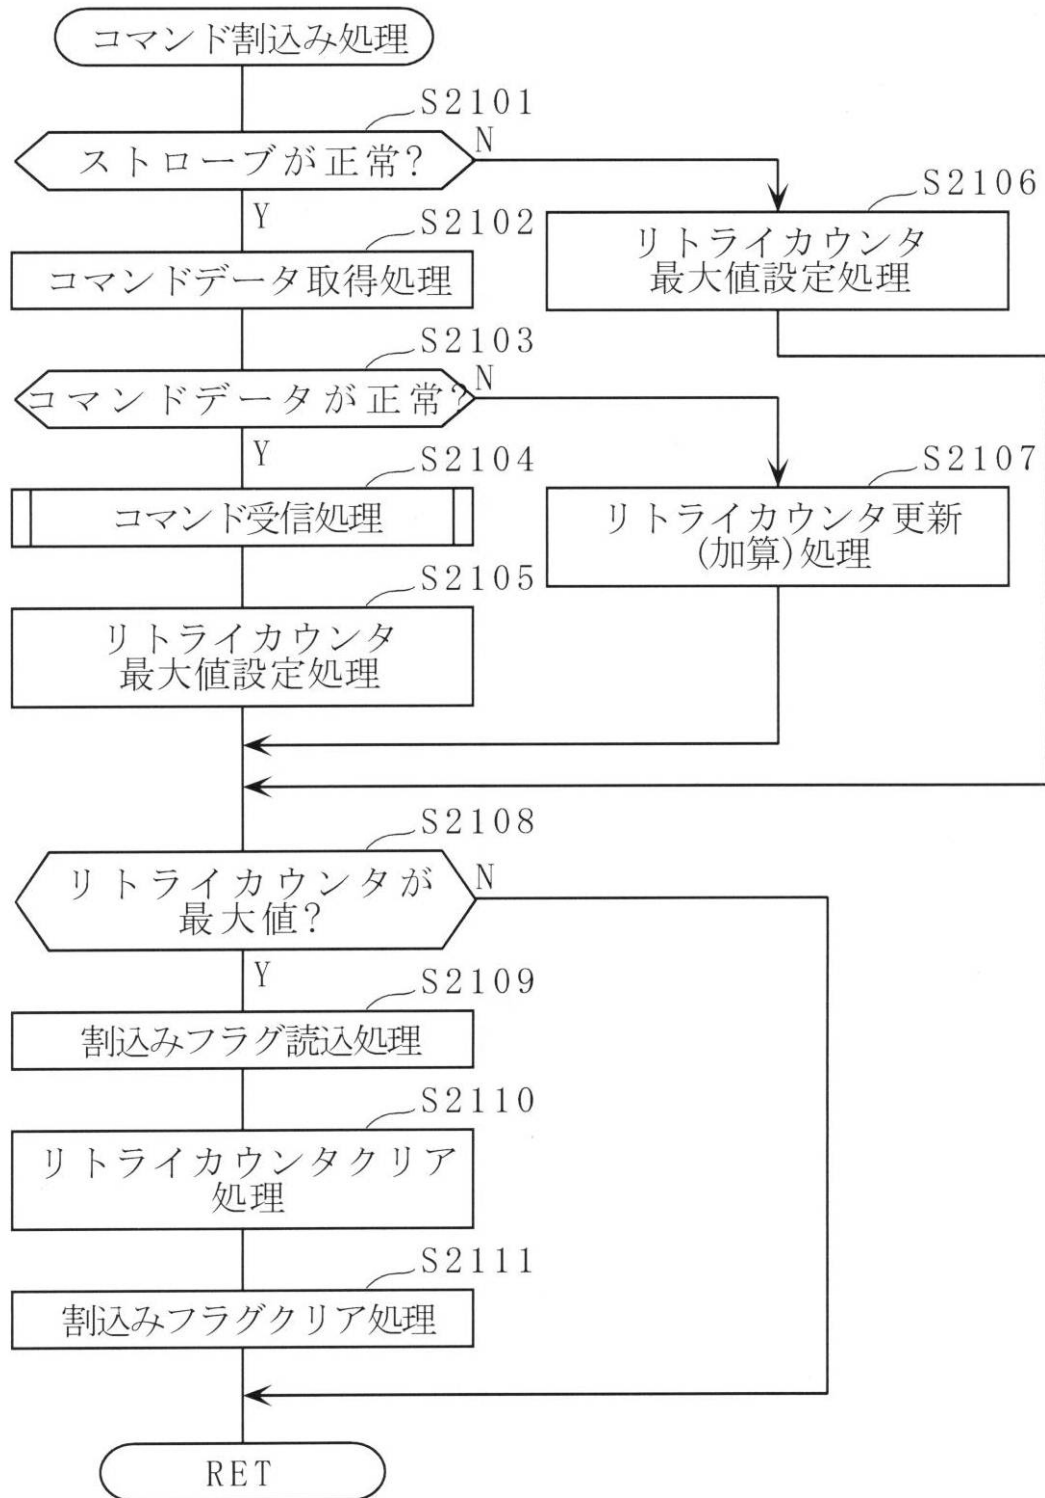 コマンド割込み処理
S2101
ストローブが正常?
N
Y
S2106
リトライカウンタ
最大値設定処理
S2102
コマンドデータ取得処理
S2103
コマンドデータが正常?
N
Y
S2107
リトライカウンタ更新
(加算)処理
S2104
コマンド受信処理
S2105
リトライカウンタ
最大値設定処理
S2108
リトライカウンタが
最大値?
N
Y
S2109
割込みフラグ読込処理
S2110
リトライカウンタクリア
処理
S2111
割込みフラグクリア処理
RET